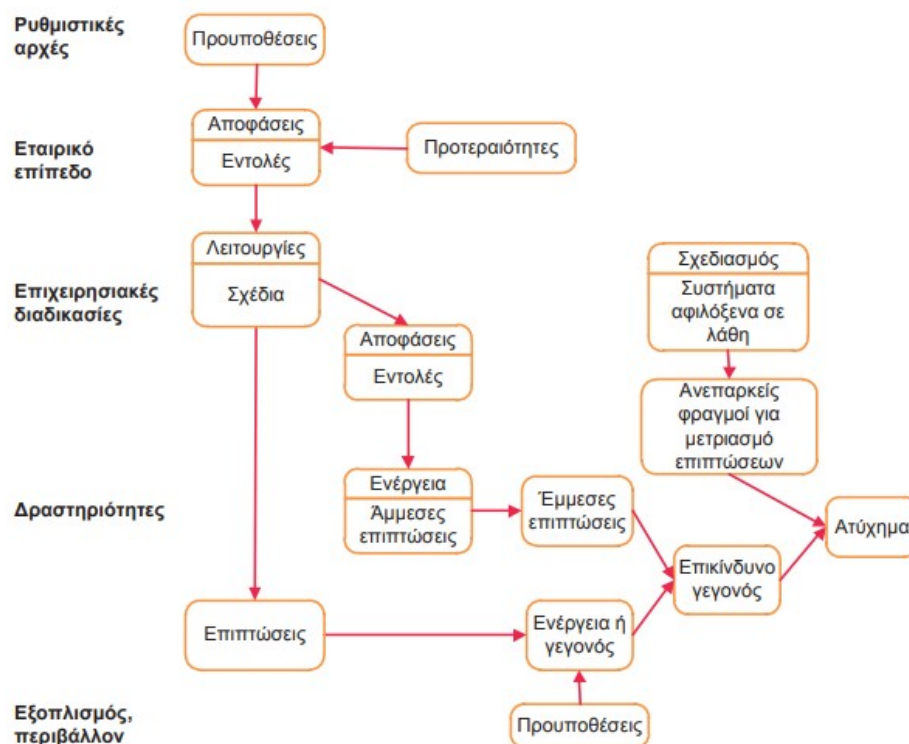 Ρυθμιστικές
αρχές
Προυποθέσεις
Αποφάσεις
Εντολές
Προτεραιότητες
Εταιρικό
επίπεδο
Λειτουργίες
Σχέδια
Επιχειρησιακές
διαδικασίες
Σχεδιασμός
Συστήματα
αφιλόξενα σε
λάθη
Αποφάσεις
Εντολές
Ανεπαρκείς
φραγμοί για
μετριασμό
επιπτώσεων
Δραστηριότητες
Ενέργεια
Άμμεσες
επιπτώσεις
Έμμεσες
επιπτώσεις
Ατύχημα
Επικίνδυνο
γεγονός
Επιπτώσεις
Ενέργεια ή
γεγονός
Εξοπλισμός,
περιβάλλον
Προυποθέσεις